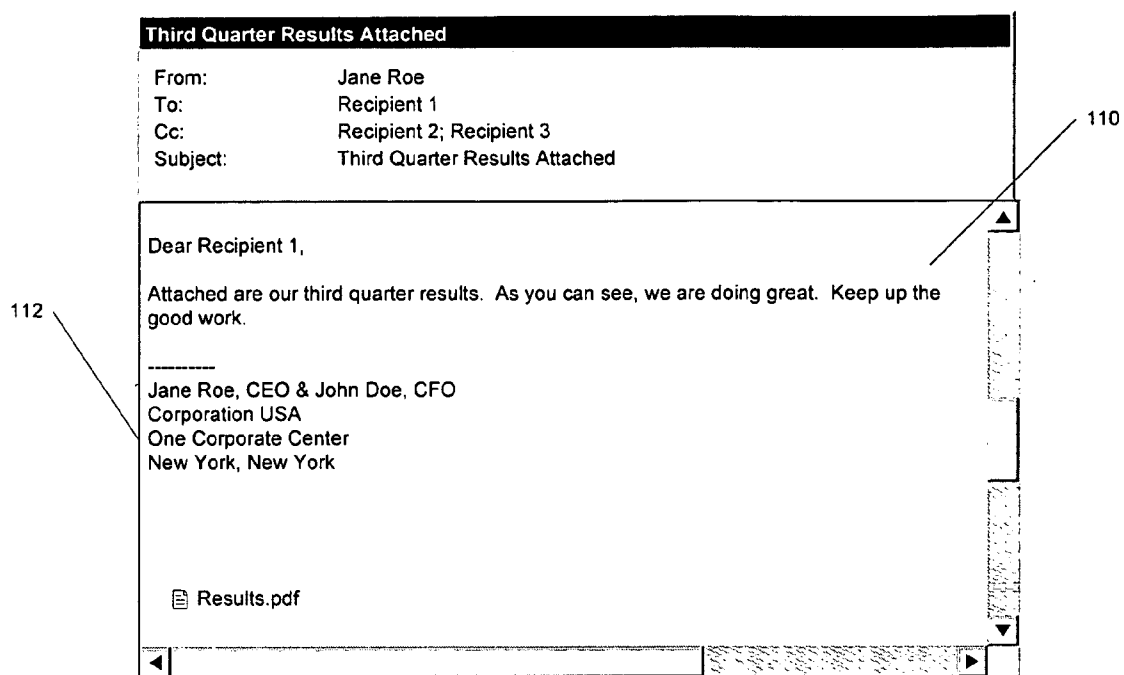 Third Quarter Results Attached
From: Jane Roe
To: Recipient 1
Cc: Recipient 2; Recipient 3
Subject: Third Quarter Results Attached
110
Dear Recipient 1,
Attached are our third quarter results. As you can see, we are doing great. Keep up the
good work.
112
----------
Jane Roe, CEO & John Doe, CFO
Corporation USA
One Corporate Center
New York, New York
Results.pdf